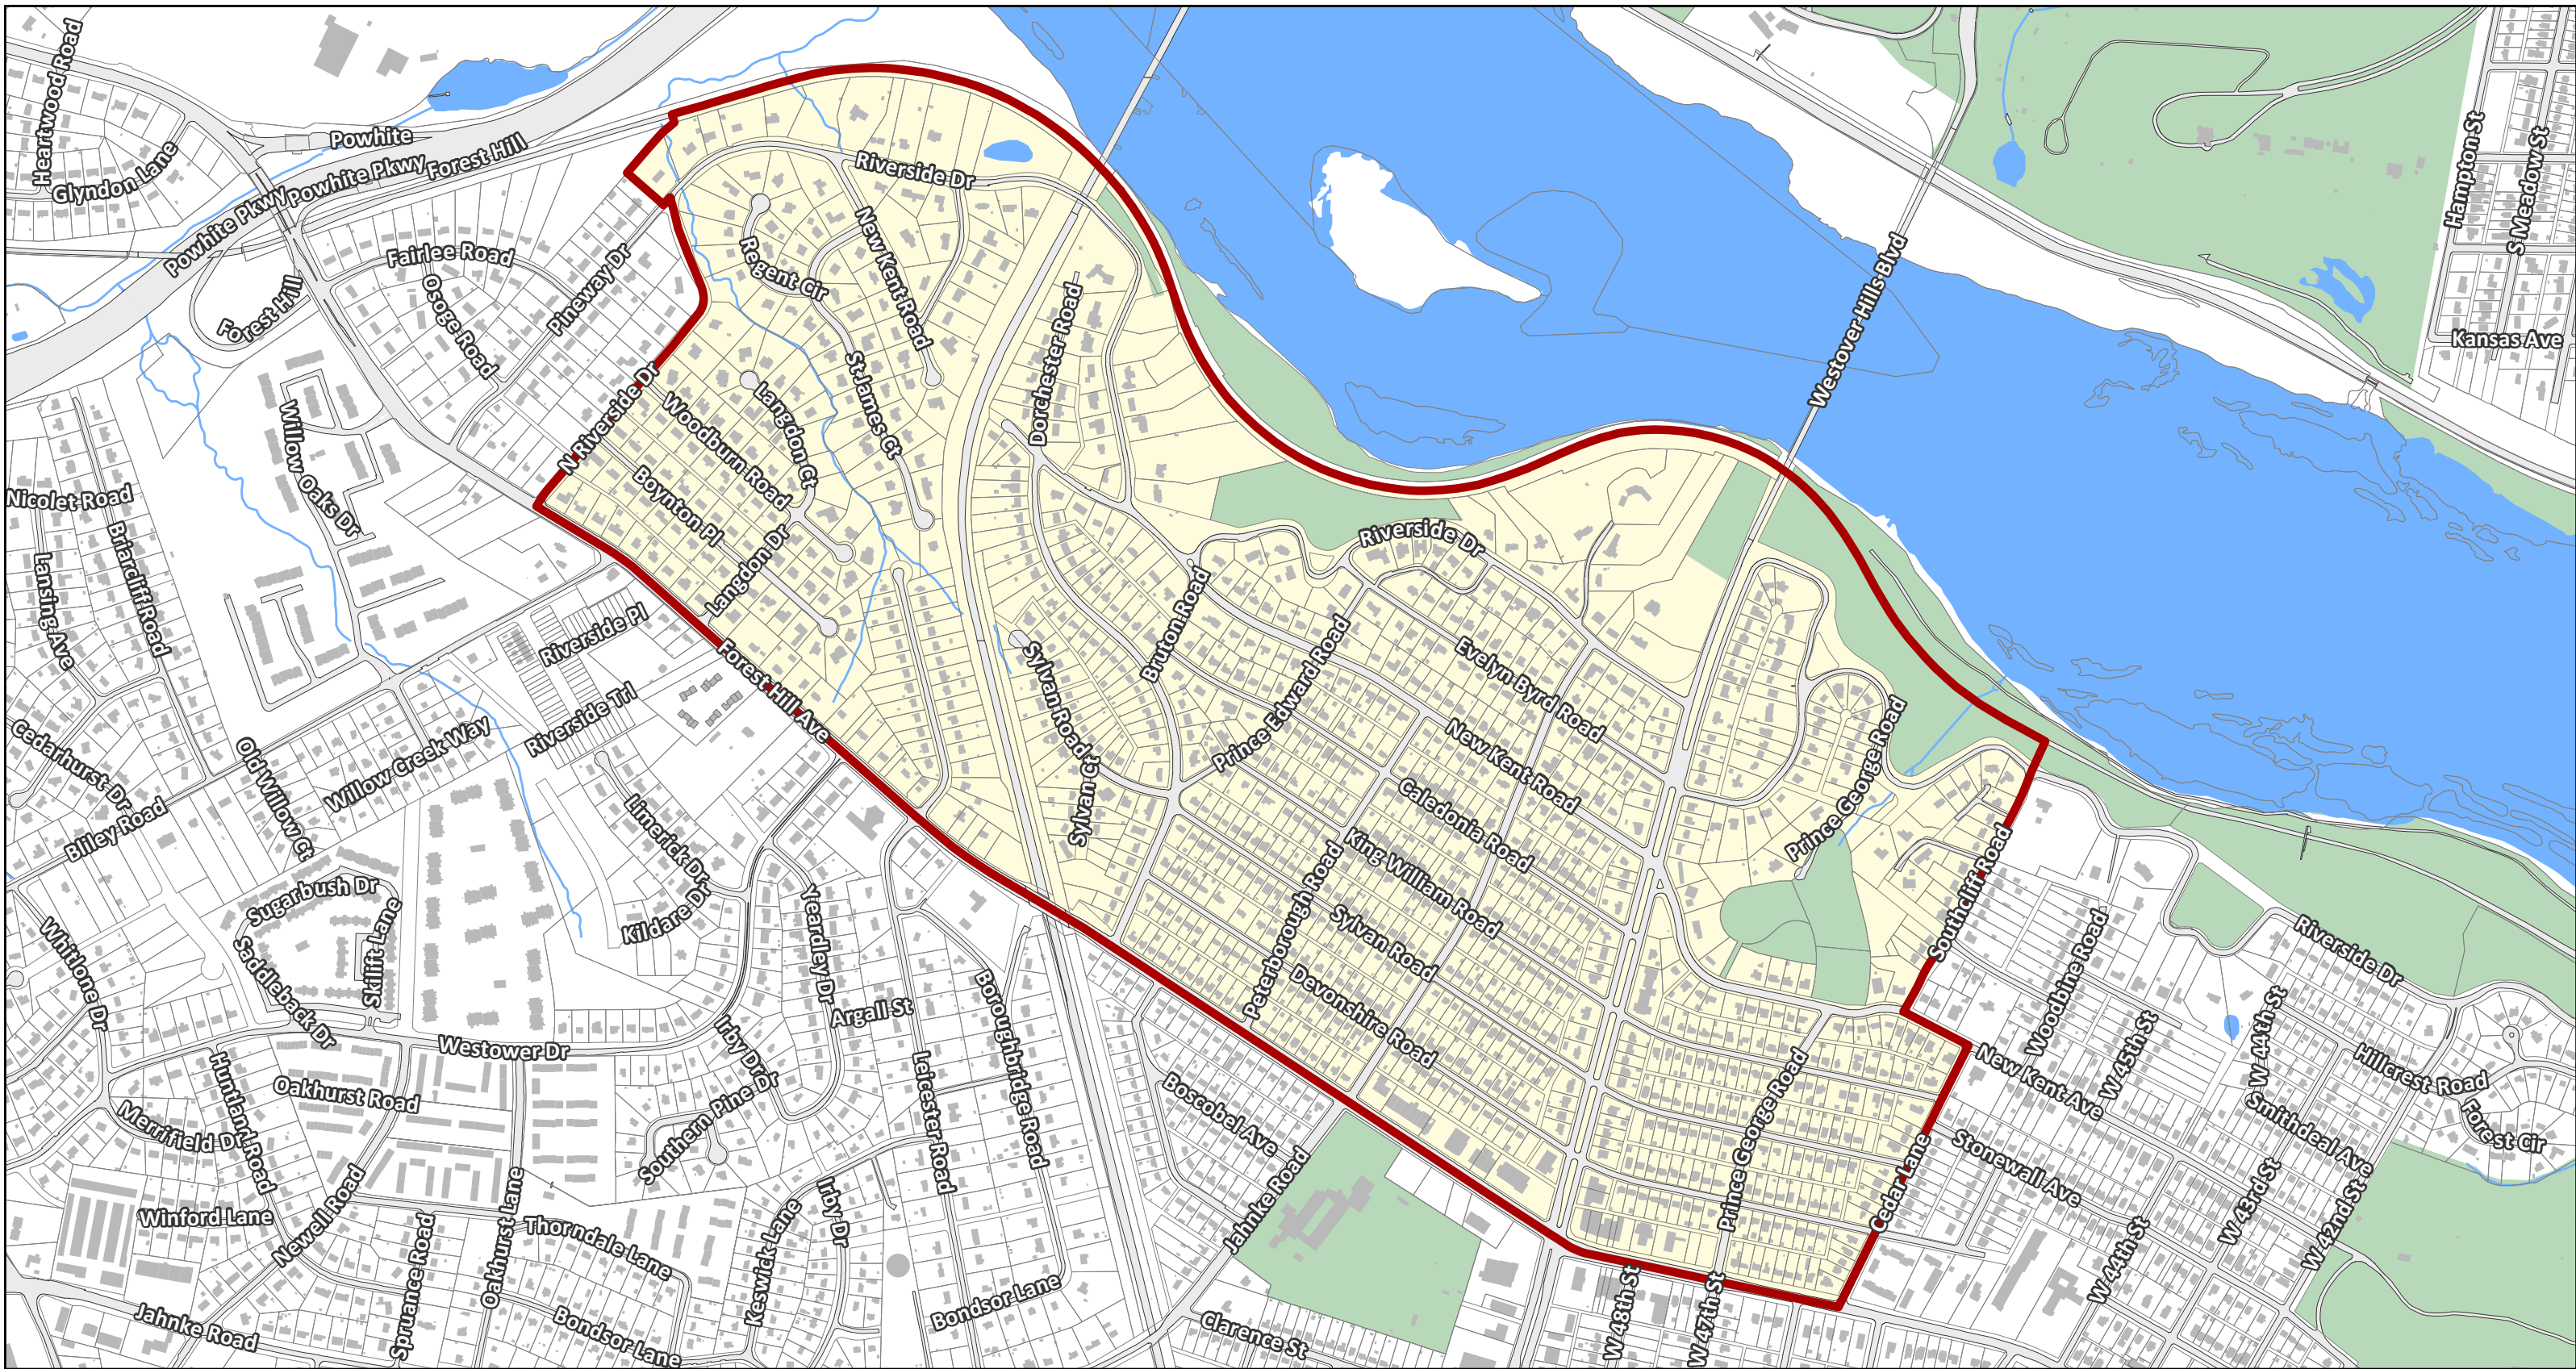 Heartwood Road
Glyndon Lane
Powhite
Powhite Pkwy
Powhite Pkwy
Forest Hill
Forest Hill
Fairlee Road
Osoge Road
Pineway Dr
N Riverside Dr
Riverside Dr
New Kent Road
Regent Cir
St James Ct
Dorchester Road
Westover Hills Blvd
Hampton St
S Meadow St
Kansas Ave
Woodburn Road
Langdon Ct
Boynton Pl
Langdon Dr
Willow Oaks Dr
Nicolet Road
Briarcliff Road
Lansing Ave
Riverside Pl
Riverside Trl
Forest Hill Ave
Sylvan Road
Sylvan Ct
Bruton Road
Prince Edward Road
Riverside Dr
Evelyn Byrd Road
New Kent Road
Caledonia Road
King William Road
Sylvan Road
Peterborough Road
Devonshire Road
Prince George Road
Prince George Road
Southcliff Road
Cedarhurst Dr
Bliley Road
Old Willow Ct
Willow Creek Way
Limerick Dr
Kildare Dr
Sugarbush Dr
Skilift Lane
Saddleback Dr
Whitlone Dr
Yeardley Dr
Argall St
Irby Dr
Dr
Boroughbridge Road
Leicester Road
Westower Dr
Huntland Road
Oakhurst Road
Merrifield Dr
Southern Pine
Winford Lane
Newell Road
Oakhurst Lane
Thorndale Lane
Spruance Road
Keswick Lane
Irby Dr
Bondsor Lane
Bondsor Lane
Jahnke Road
Jahnke Road
Boscobel Ave
Clarence St
W 48th St
W 47th St
Cedar Lane
Riverside Dr
Woodbine Road
W 45th St
W 44th St
New Kent Ave
Hillcrest Road
Smithdeal Ave
Forest Cir
Stonewall Ave
W 43rd St
W 42nd St
W 44th St